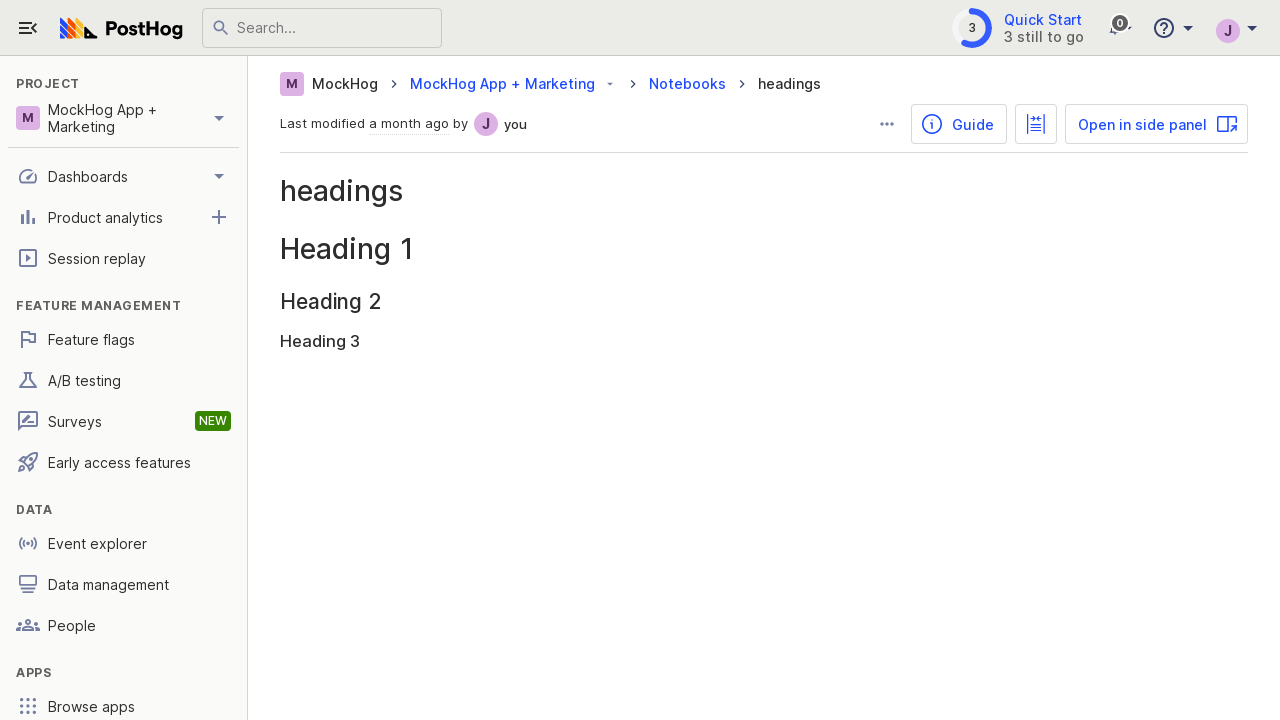 PostHog
Search...
3
Quick Start
3 still to go
0
J
PROJECT
M
MockHog App +
Marketing
Dashboards
Product analytics
Session replay
FEATURE MANAGEMENT
Feature flags
A/B testing
Surveys
NEW
Early access features
DATA
Event explorer
Data management
People
APPS
Browse apps
M MockHog MockHog App + Marketing Notebooks headings
Last modified a month ago by J you
Guide
Open in side panel
headings
Heading 1
Heading 2
Heading 3